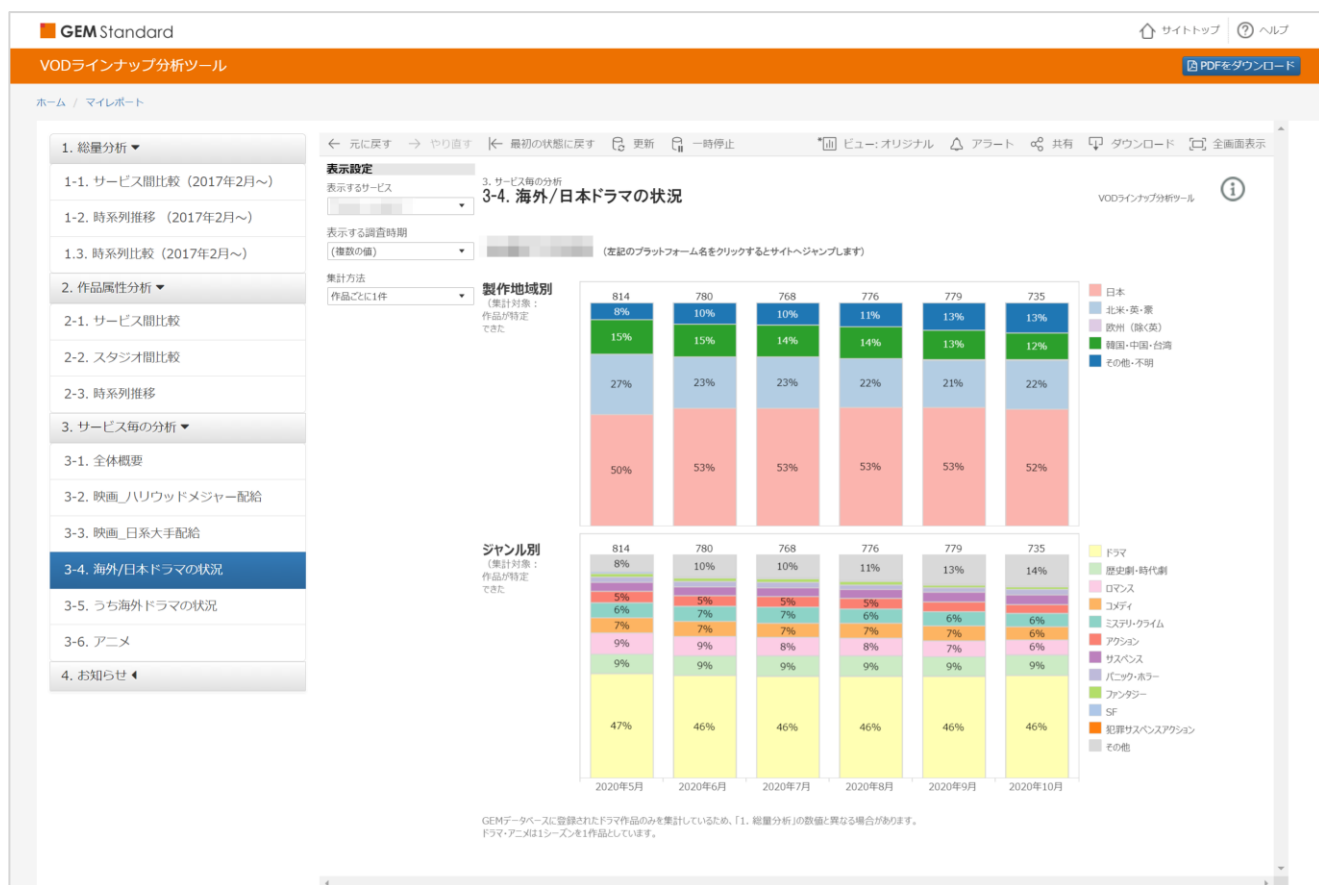 GEM Standard
サイトトップ
ヘルプ
VODラインナップ分析ツール
PDFをダウンロード
ホーム / マイレポート
1. 総量分析
1-1. サービス間比較（2017年2月～）
1-2. 時系列推移 （2017年2月～）
1.3. 時系列比較（2017年2月～）
2. 作品属性分析
2-1. サービス間比較
2-2. スタジオ間比較
2-3. 時系列推移
3. サービス毎の分析
3-1. 全体概要
3-2. 映画_ハリウッドメジャー配給
3-3. 映画_日系大手配給
3-4. 海外/日本ドラマの状況
3-5. うち海外ドラマの状況
3-6. アニメ
4. お知らせ
元に戻す やり直す 最初の状態に戻す 更新 一時停止 ビュー: オリジナル アラート 共有 ダウンロード 全画面表示
表示設定
表示するサービス
表示する調査時期
(複数の値)
集計方法
作品ごとに1件
3. サービス毎の分析
3-4. 海外/日本ドラマの状況
VODラインナップ分析ツール
(左記のプラットフォーム名をクリックするとサイトへジャンプします)
製作地域別
（集計対象：
作品が特定
できた
814 780 768 776 779 735
8% 10% 10% 11% 13% 13%
15% 15% 14% 14% 13% 12%
27% 23% 23% 22% 21% 22%
50% 53% 53% 53% 53% 52%
日本
北米・英・豪
欧州（除く英）
韓国・中国・台湾
その他・不明
ジャンル別
（集計対象：
作品が特定
できた
814 780 768 776 779 735
8% 10% 10% 11% 13% 14%
5% 5% 5% 5%
6% 7% 7% 6% 6% 6%
7% 7% 7% 7% 7% 6%
9% 9% 8% 8% 7% 6%
9% 9% 9% 9% 9% 9%
47% 46% 46% 46% 46% 46%
2020年5月 2020年6月 2020年7月 2020年8月 2020年9月 2020年10月
ドラマ
歴史劇・時代劇
ロマンス
コメディ
ミステリ・クライム
アクション
サスペンス
パニック・ホラー
ファンタジー
SF
犯罪サスペンスアクション
その他
GEMデータベースに登録されたドラマ作品のみを集計しているため、「1. 総量分析」の数値と異なる場合があります。
ドラマ・アニメは1シーズンを1作品としています。